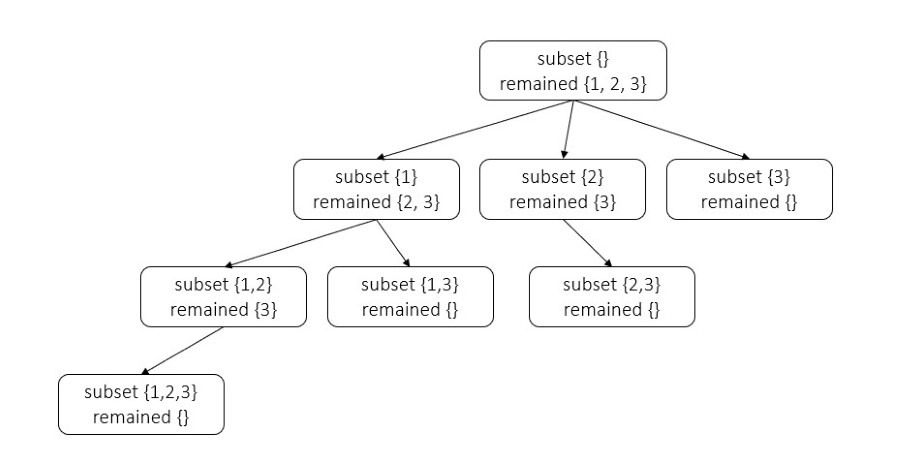 subset {}
remained {1, 2, 3}
subset {1}
remained {2, 3}
subset {2}
remained {3}
subset {3}
remained {}
subset {1,2}
remained {3}
subset {1,3}
remained {}
subset {2,3}
remained {}
subset {1,2,3}
remained {}